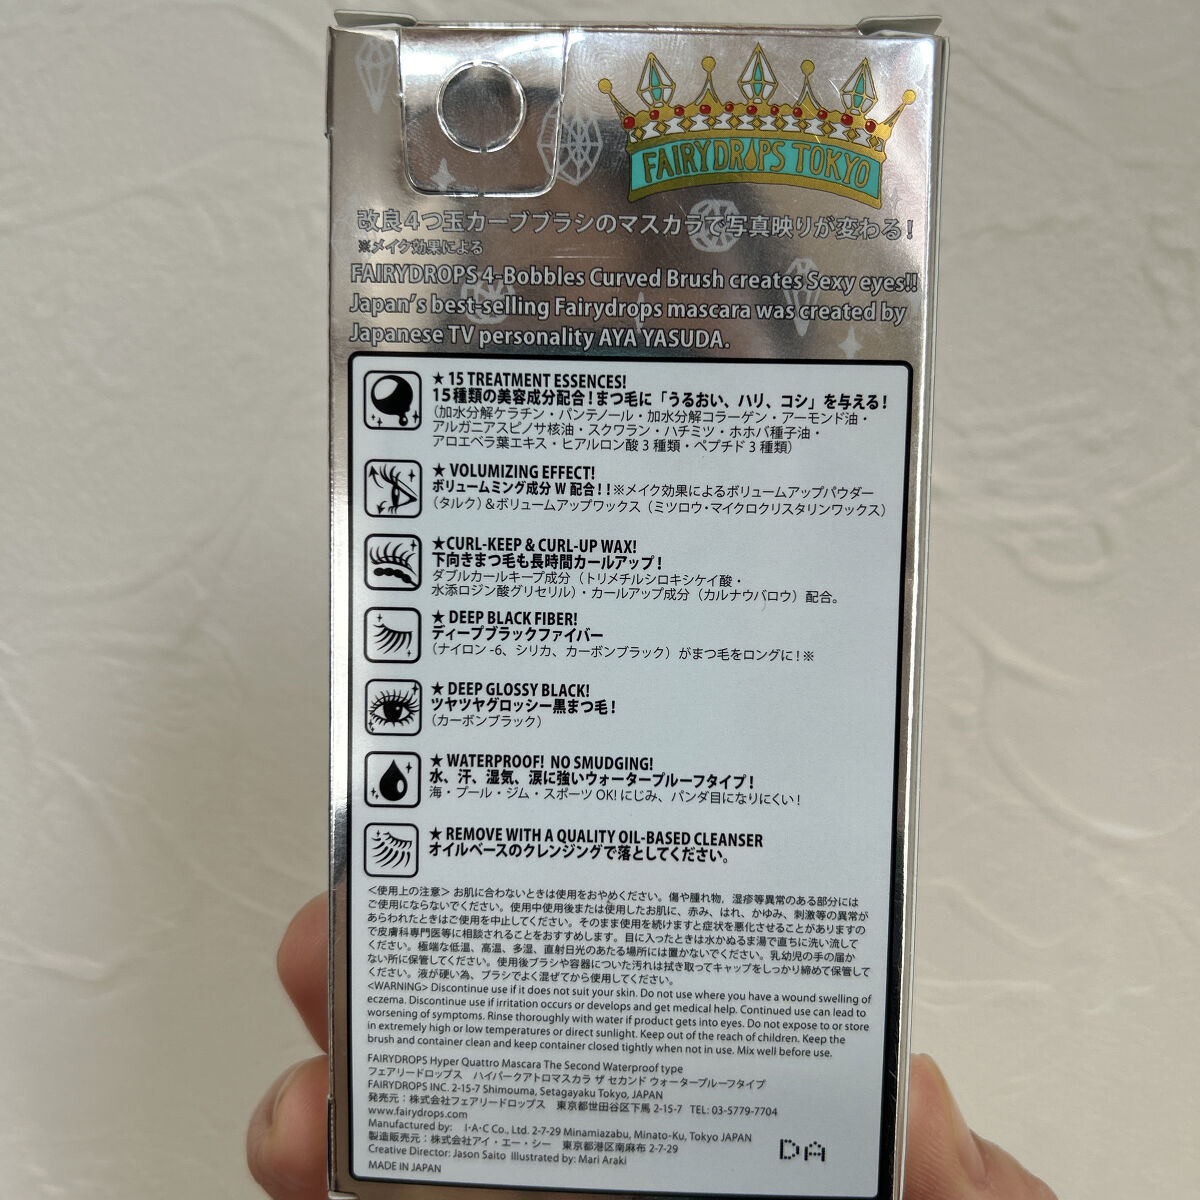 FAIRYDROPS TOKYO
改良4つ玉カーブブラシのマスカラで写真映りが変わる!
※メイク効果による
FAIRYDROPS 4-Bobbles Curved Brush creates Sexy eyes!!
Japan's best-selling Fairydrops mascara was created by
Japanese TV personality AYA YASUDA.
★ 15 TREATMENT ESSENCES!
15種類の美容成分配合!まつ毛に「うるおい、ハリ、コシ」を与える!
(加水分解ケラチン・パンテノール・加水分解コラーゲン・アーモンド油・
アルガニアスピノサ核油・スクワラン・ハチミツ・ホホバ種子油・
アロエベラ葉エキス・ヒアルロン酸3種類・ペプチド3種類)
★ VOLUMIZING EFFECT!
ボリュームミング成分W配合!!※メイク効果によるボリュームアップパウダー
(タルク)&ボリュームアップワックス(ミツロウ・マイクロクリスタリンワックス)
★CURL-KEEP & CURL-UP WAX!
下向きまつ毛も長時間カールアップ!
ダブルカールキープ成分(トリメチルシロキシケイ酸・
水添ロジン酸グリセリル)・カールアップ成分(カルナウバロウ)配合。
★ DEEP BLACK FIBER!
ディープブラックファイバー
(ナイロン-6、シリカ、カーボンブラック)がまつ毛をロングに!※
★ DEEP GLOSSY BLACK!
ツヤツヤグロッシー黒まつ毛!
(カーボンブラック)
★ WATERPROOF! NO SMUDGING!
水、汗、湿気、涙に強いウォータープルーフタイプ!
海・プール・ジム・スポーツOK!にじみ、パンダ目になりにくい!
★ REMOVE WITH A QUALITY OIL-BASED CLEANSER
オイルベースのクレンジングで落としてください。
<使用上の注意>お肌に合わないときは使用をおやめください。傷や腫れ物，湿疹等異常のある部分には
ご使用にならないでください。使用中使用後または使用したお肌に、赤み、はれ、かゆみ、刺激等の異常が
あらわれたときはご使用を中止してください。そのまま使用を続けますと症状を悪化させることがありますの
で皮膚科専門医等に相談されることをおすすめします。目に入ったときは水かぬるま湯で直ちに洗い流して
ください。極端な低温、高温、多湿、直射日光のあたる場所には置かないでください。乳幼児の手の届か
ない所に保管してください。使用後ブラシや容器についた汚れは拭き取ってキャップをしっかり締めて保管して
ください。液が硬い為、ブラシでよく混ぜてから使用してください。
<WARNING> Discontinue use if it does not suit your skin. Do not use where you have a wound swelling of
eczema. Discontinue use if irritation occurs or develops and get medical help. Continued use can lead to
worsening of symptoms. Rinse thoroughly with water if product gets into eyes. Do not expose to or store
in extremely high or low temperatures or direct sunlight. Keep out of the reach of children. Keep the
brush and container clean and keep container closed tightly when not in use. Mix well before use.
FAIRYDROPS Hyper Quattro Mascara The Second Waterproof type
フェアリードロップス ハイパークアトロマスカラ ザ セカンド ウォータープルーフタイプ
FAIRYDROPS INC. 2-15-7 Shimouma, Setagayaku Tokyo, JAPAN
発売元：株式会社フェアリードロップス 東京都世田谷区下馬2-15-7 TEL: 03-5779-7704
www.fairydrops.com
Manufactured by: I・A・C Co., Ltd. 2-7-29 Minamiazabu, Minato-Ku, Tokyo JAPAN
製造販売元：株式会社アイ・エー・シー 東京都港区南麻布2-7-29
Creative Director: Jason Saito Illustrated by: Mari Araki
MADE IN JAPAN
DA